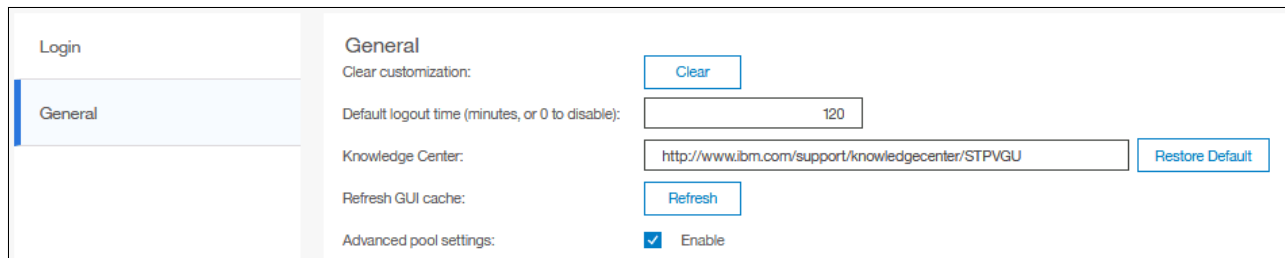 Login
General
General
Clear customization: Clear
Default logout time (minutes, or 0 to disable): 120
Knowledge Center: http://www.ibm.com/support/knowledgecenter/STPVGU Restore Default
Refresh GUI cache: Refresh
Advanced pool settings: Enable